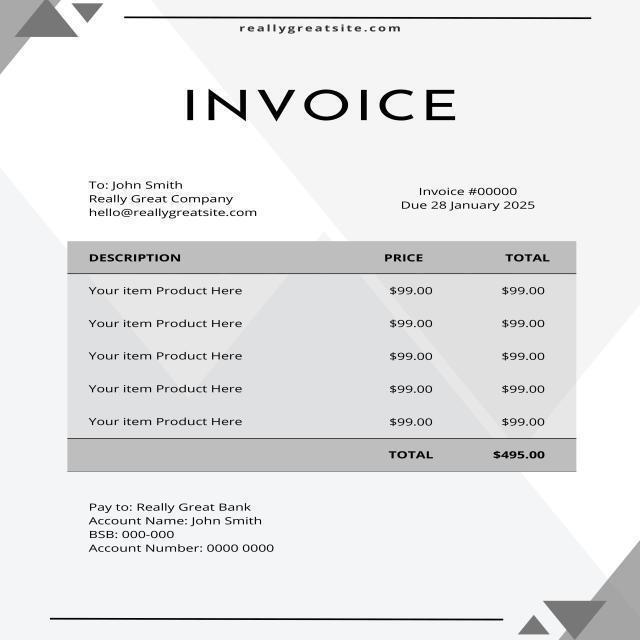 reallygreatsite.com
INVOICE
To: John Smith
Really Great Company
hello@reallygreatsite.com
Invoice #00000
Due 28 January 2025
DESCRIPTION PRICE TOTAL
Your item Product Here $99.00 $99.00
Your item Product Here $99.00 $99.00
Your item Product Here $99.00 $99.00
Your item Product Here $99.00 $99.00
Your item Product Here $99.00 $99.00
TOTAL $495.00
Pay to: Really Great Bank
Account Name: John Smith
BSB: 000-000
Account Number: 0000 0000